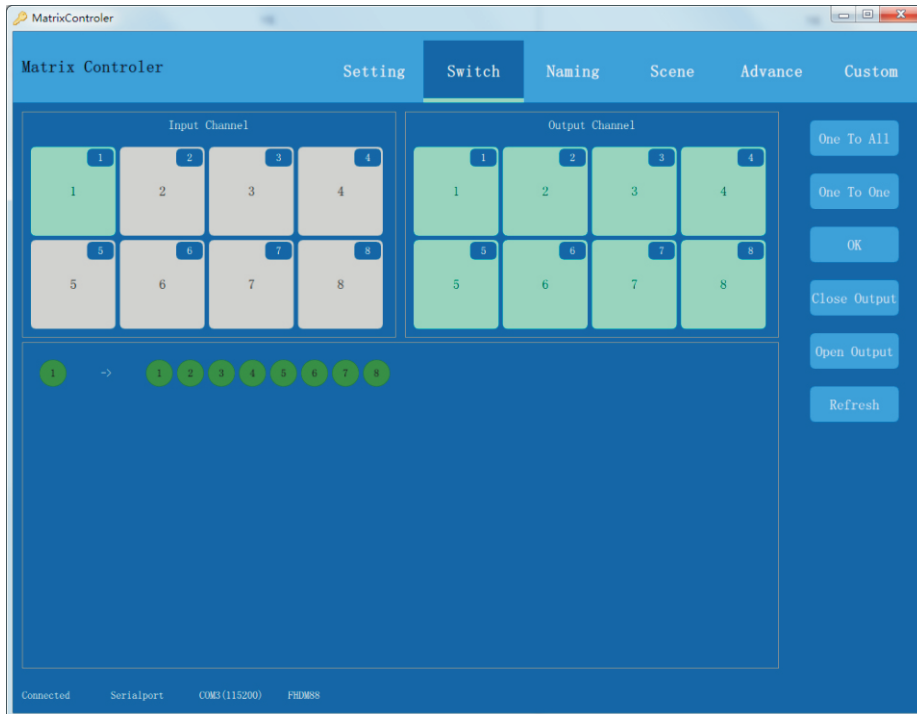 MatrixControler
Matrix Controler
Setting Switch Naming Scene Advance Custom
Input Channel
1 2 3 4
1 2 3 4
5 6 7 8
5 6 7 8
Output Channel
1 2 3 4
1 2 3 4
5 6 7 8
5 6 7 8
One To All
One To One
OK
Close Output
Open Output
Refresh
1 -> 1 2 3 4 5 6 7 8
Connected Serialport COM3(115200) FHDM88